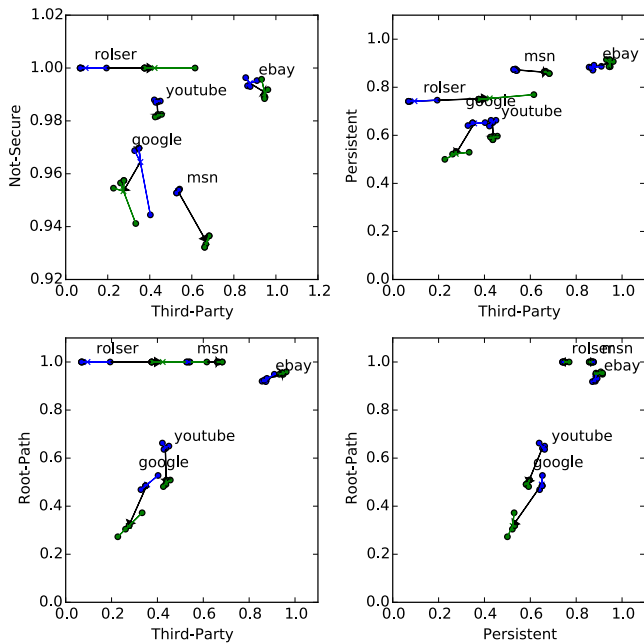 1.02
1.00
0.98
0.96
0.94
0.92
Not-Secure
rolser
ebay
youtube
google
msn
0.0 0.2 0.4 0.6 0.8 1.0 1.2
Third-Party
1.0
0.8
0.6
0.4
0.2
0.0
Persistent
msn
ebay
rolser
google
youtube
0.0 0.2 0.4 0.6 0.8 1.0
Third-Party
1.0
0.8
0.6
0.4
0.2
0.0
Root-Path
rolser
msn
ebay
youtube
google
0.0 0.2 0.4 0.6 0.8 1.0
Third-Party
1.0
0.8
0.6
0.4
0.2
0.0
Root-Path
rolser
msn
ebay
youtube
google
0.0 0.2 0.4 0.6 0.8 1.0
Persistent